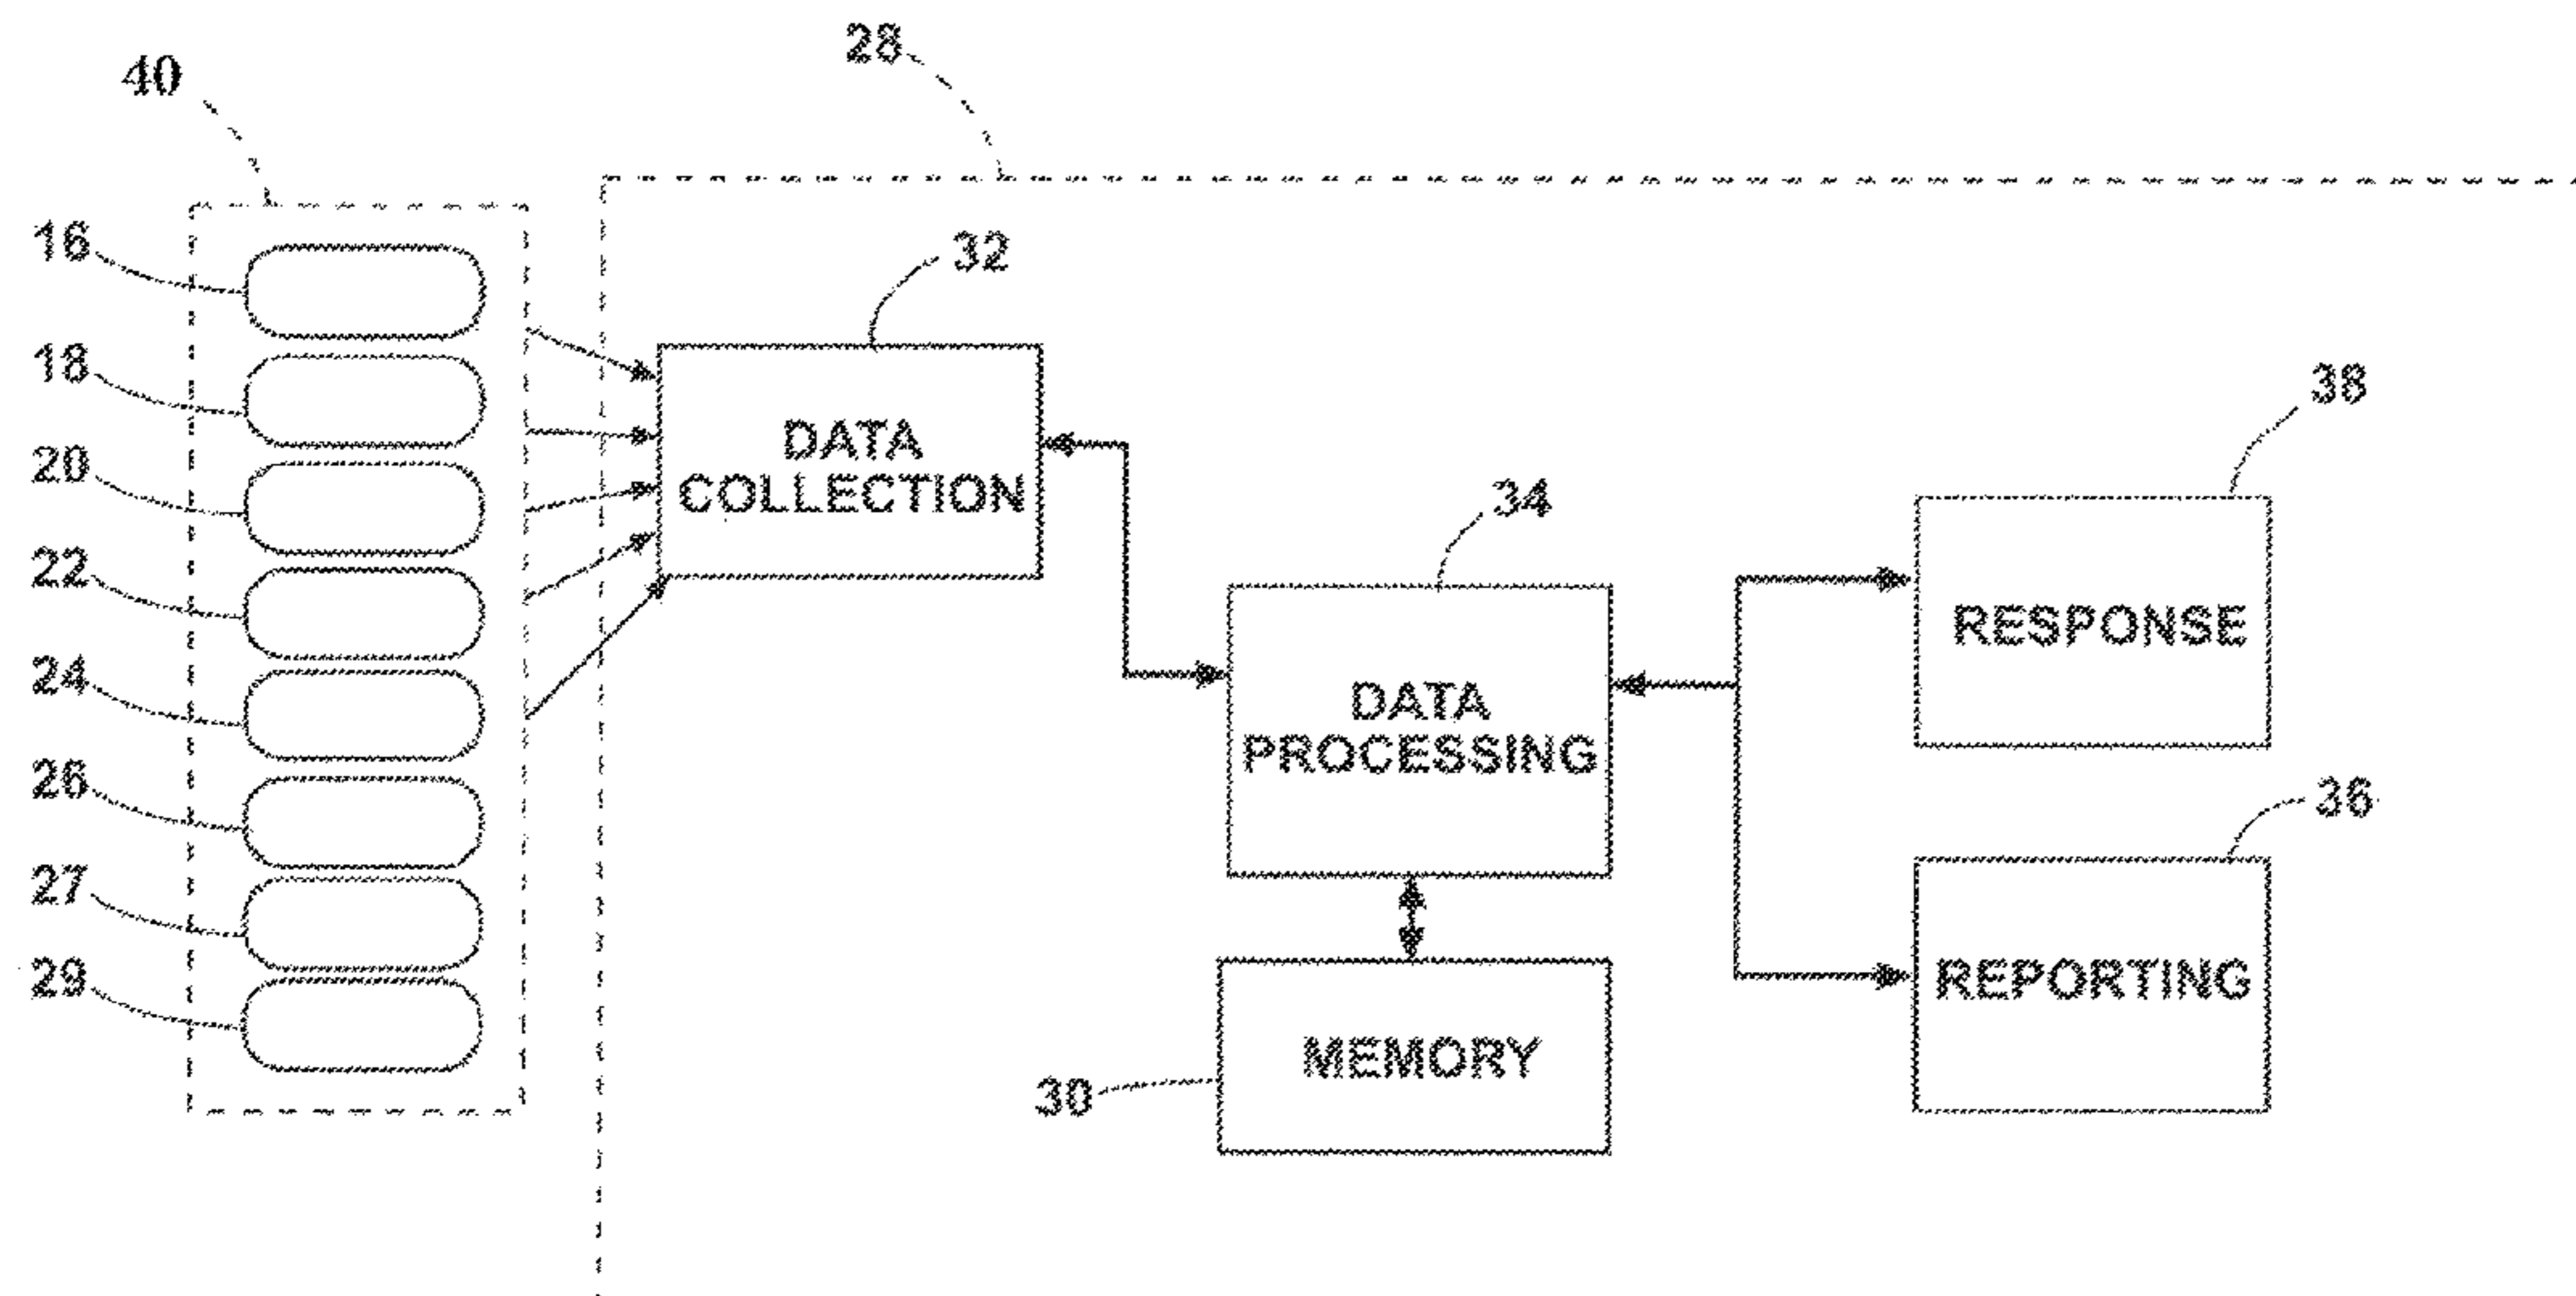 28
40
16
32
18
38
DATA
COLLECTION
20
34
22
RESPONSE
24
DATA
PROCESSING
26
36
27
29
REPORTING
MEMORY
30